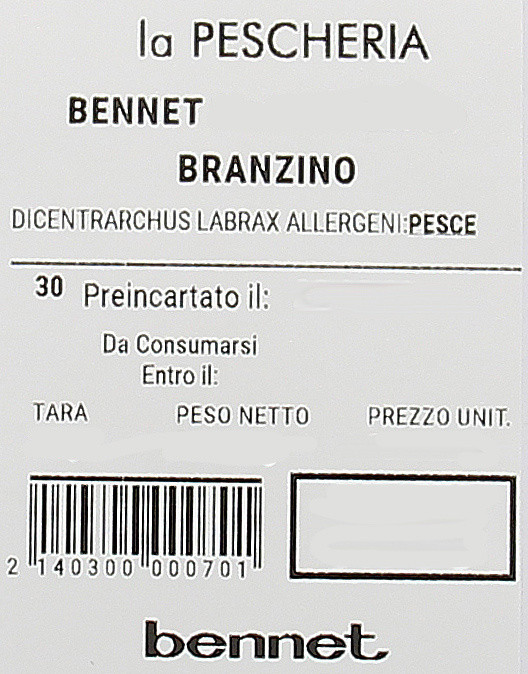 la PESCHERIA
BENNET
BRANZINO
DICENTRARCHUS LABRAX ALLERGENI:PESCE
30 Preincartato il:
Da Consumarsi
Entro il:
TARA PESO NETTO PREZZO UNIT.
2 140300 000701
bennet